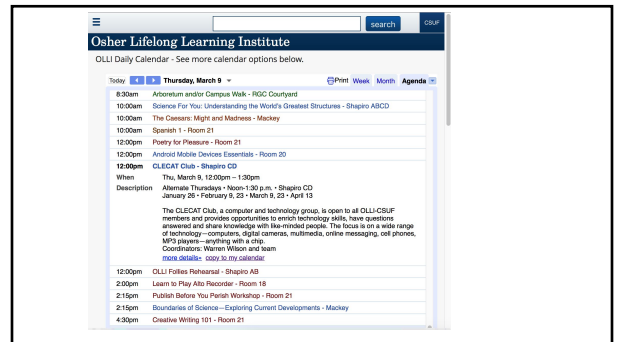 search
CSUF
Osher Lifelong Learning Institute
OLLI Daily Calendar - See more calendar options below.
Today Thursday, March 9 Print Week Month Agenda
8:30am Arboretum and/or Campus Walk - RGC Courtyard
10:00am Science For You: Understanding the World's Greatest Structures - Shapiro ABCD
10:00am The Caesars: Might and Madness - Mackey
10:00am Spanish 1 - Room 21
12:00pm Poetry for Pleasure - Room 21
12:00pm Android Mobile Devices Essentials - Room 20
12:00pm CLECAT Club - Shapiro CD
When Thu, March 9, 12:00pm – 1:30pm
Description Alternate Thursdays • Noon-1:30 p.m. • Shapiro CD
January 26 • February 9, 23 • March 9, 23 • April 13
The CLECAT Club, a computer and technology group, is open to all OLLI-CSUF
members and provides opportunities to enrich technology skills, have questions
answered and share knowledge with like-minded people. The focus is on a wide range
of technology—computers, digital cameras, multimedia, online messaging, cell phones,
MP3 players—anything with a chip.
Coordinators: Warren Wilson and team
more details» copy to my calendar
12:00pm OLLI Follies Rehearsal - Shapiro AB
2:00pm Learn to Play Alto Recorder - Room 18
2:15pm Publish Before You Perish Workshop - Room 21
2:15pm Boundaries of Science—Exploring Current Developments - Mackey
4:30pm Creative Writing 101 - Room 21